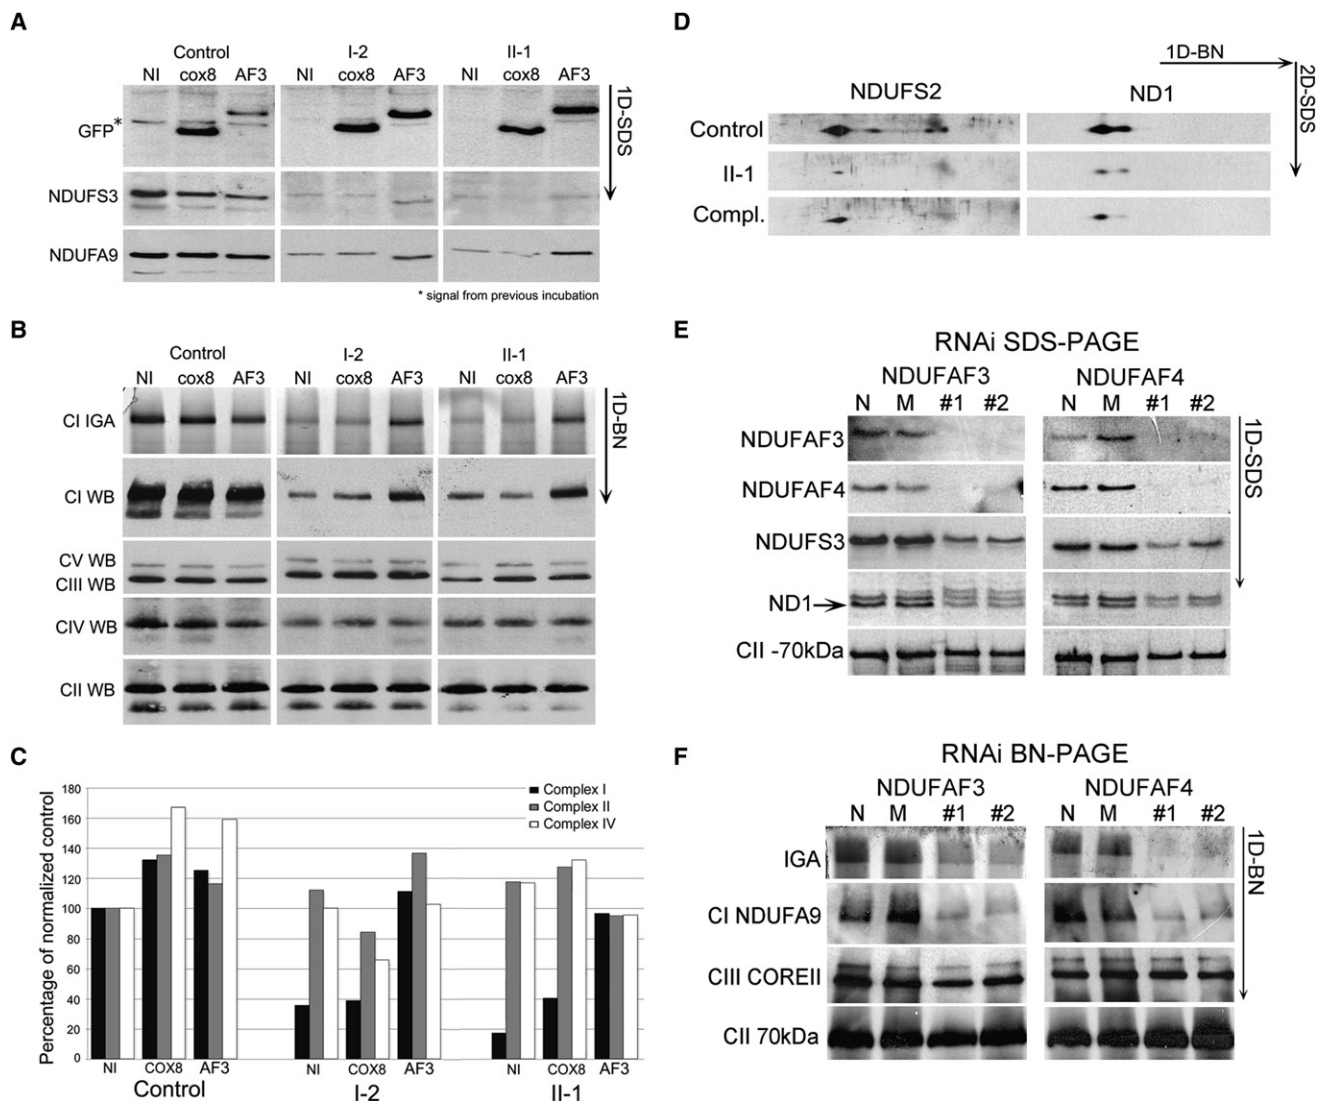 A
Control I-2 II-1
NI cox8 AF3 NI cox8 AF3 NI cox8 AF3
GFP*
NDUFS3
NDUFA9
1D-SDS
* signal from previous incubation
B
Control I-2 II-1
NI cox8 AF3 NI cox8 AF3 NI cox8 AF3
CI IGA
CI WB
CV WB
CIII WB
CIV WB
CII WB
1D-BN
C
Percentage of normalized control
180
160
140
120
100
80
60
40
20
0
Complex I
Complex II
Complex IV
NI COX8 AF3 NI COX8 AF3 NI COX8 AF3
Control I-2 II-1
D
1D-BN
2D-SDS
NDUFS2 ND1
Control
II-1
Compl.
E
RNAi SDS-PAGE
NDUFAF3 NDUFAF4
N M #1 #2 N M #1 #2
NDUFAF3
NDUFAF4
NDUFS3
ND1
CII -70kDa
1D-SDS
F
RNAi BN-PAGE
NDUFAF3 NDUFAF4
N M #1 #2 N M #1 #2
IGA
CI NDUFA9
CIII COREII
CII 70kDa
1D-BN